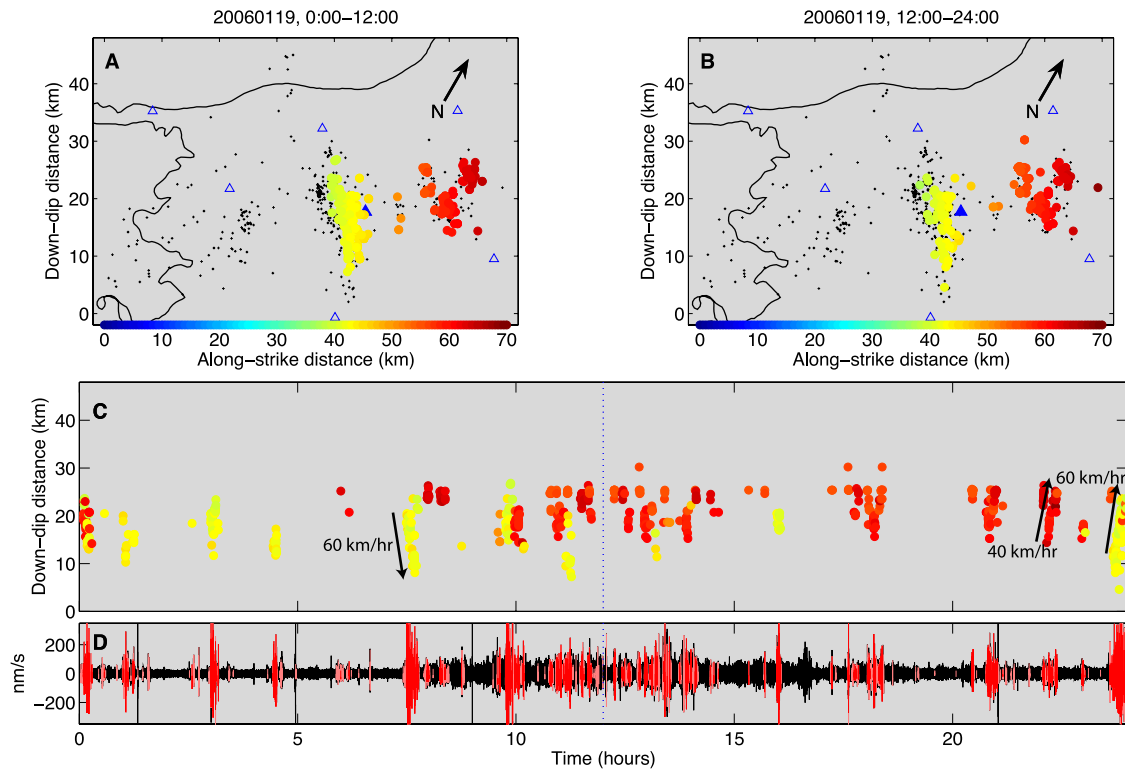 20060119, 0:00−12:00
20060119, 12:00−24:00
A
B
N
N
Down−dip distance (km)
40
30
20
10
0
0 10 20 30 40 50 60 70
Along−strike distance (km)
Down−dip distance (km)
40
30
20
10
0
0 10 20 30 40 50 60 70
Along−strike distance (km)
C
Down−dip distance (km)
40
30
20
10
0
60 km/hr
60 km/hr
40 km/hr
D
nm/s
200
0
−200
0 5 10 15 20
Time (hours)